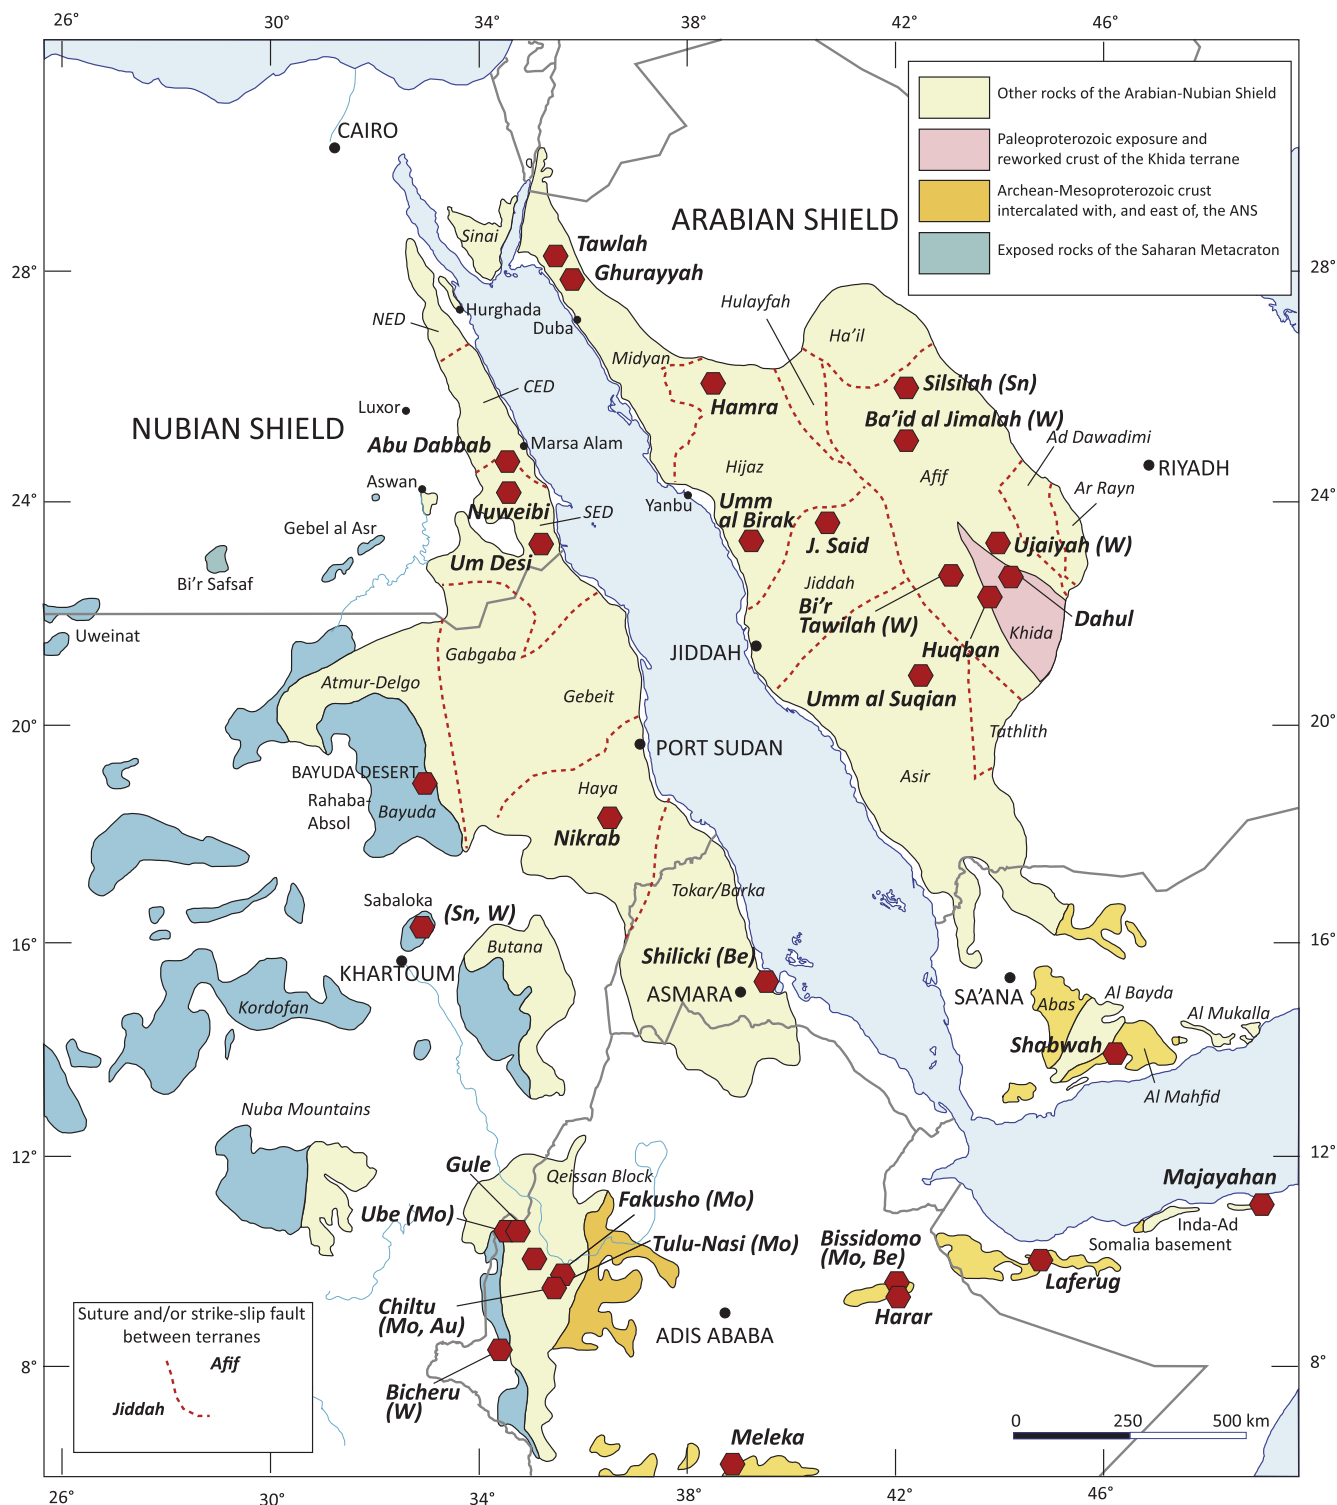 26°
30°
34°
38°
42°
46°
Other rocks of the Arabian-Nubian Shield
Paleoproterozoic exposure and
reworked crust of the Khida terrane
Archean-Mesoproterozoic crust
intercalated with, and east of, the ANS
Exposed rocks of the Saharan Metacraton
CAIRO
ARABIAN SHIELD
Sinai
Tawlah
Ghurayyah
28°
28°
Hurghada
Duba
NED
Hulayfah
Ha'il
Midyan
CED
Silsilah (Sn)
Hamra
Luxor
NUBIAN SHIELD
Ba'id al Jimalah (W)
Abu Dabbab
Marsa Alam
Ad Dawadimi
RIYADH
Hijaz
Afif
Aswan
Ar Rayn
24°
24°
Yanbu
Umm
al Birak
Nuweibi
SED
Gebel al Asr
J. Said
Ujaiyah (W)
Um Desi
Bi'r Safsaf
Jiddah
Bi'r
Tawilah (W)
Dahul
Uweinat
Khida
JIDDAH
Huqban
Gabgaba
Atmur-Delgo
Gebeit
Umm al Suqian
20°
20°
Tathlith
PORT SUDAN
BAYUDA DESERT
Asir
Haya
Rahaba-
Absol
Bayuda
Nikrab
Tokar/Barka
Sabaloka
(Sn, W)
16°
16°
Butana
Shilicki (Be)
KHARTOUM
ASMARA
SA'ANA
Abas
Al Bayda
Kordofan
Al Mukalla
Shabwah
Al Mahfid
Nuba Mountains
12°
12°
Gule
Qeissan Block
Majayahan
Fakusho (Mo)
Ube (Mo)
Inda-Ad
Tulu-Nasi (Mo)
Bissidomo
(Mo, Be)
Somalia basement
Laferug
Chiltu
(Mo, Au)
Harar
Suture and/or strike-slip fault
between terranes
ADIS ABABA
Afif
8°
8°
Bicheru
(W)
Jiddah
0
250
500 km
Meleka
26°
30°
34°
38°
42°
46°